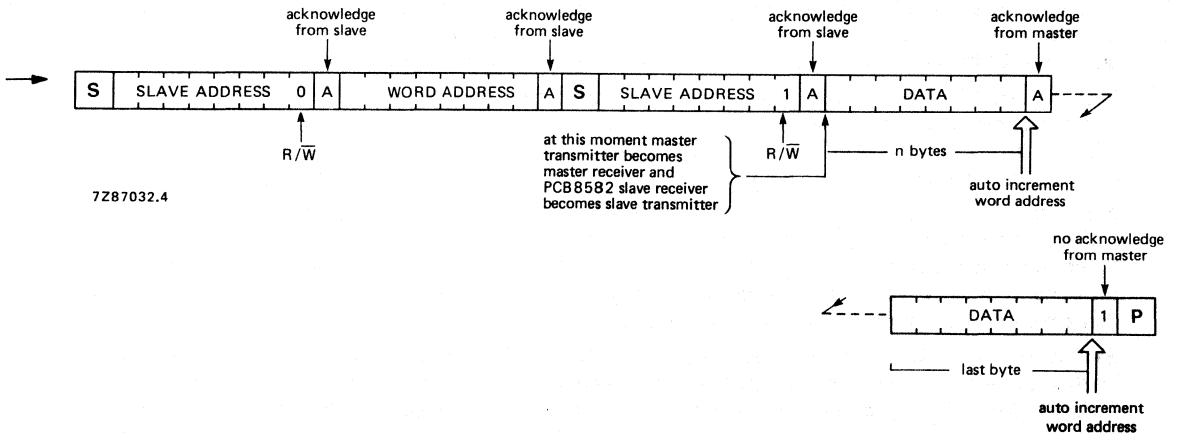 acknowledge
from slave
acknowledge
from slave
acknowledge
from slave
acknowledge
from master
S SLAVE ADDRESS 0 A WORD ADDRESS A S SLAVE ADDRESS 1 A DATA A
R/W̅
R/W̅
at this moment master
transmitter becomes
master receiver and
PCB8582 slave receiver
becomes slave transmitter
n bytes
auto increment
word address
7Z87032.4
no acknowledge
from master
DATA 1 P
last byte
auto increment
word address